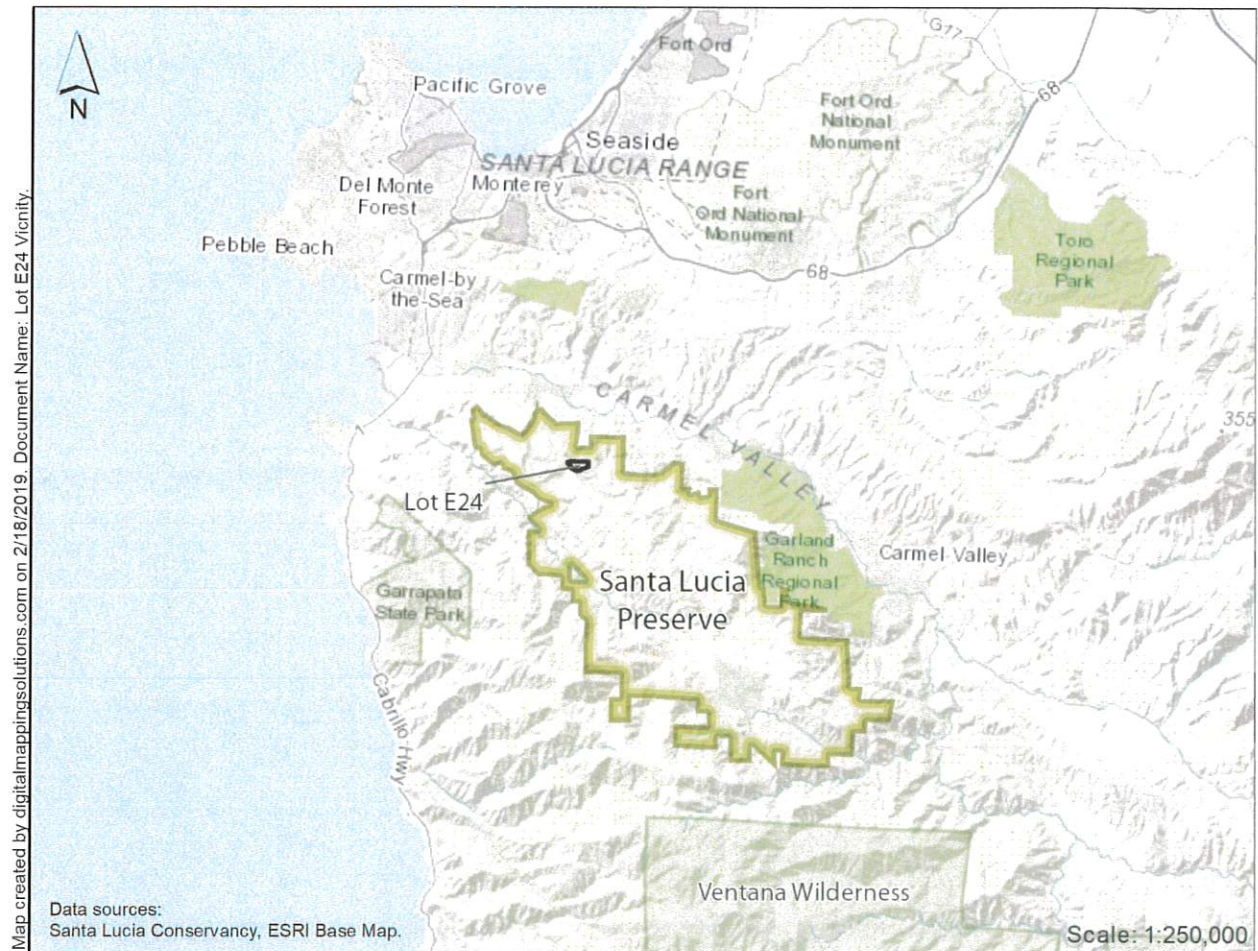 Map created by digitalmappingsolutions.com on 2/18/2019. Document Name: Lot E24 Vicnity.
N
Fort Ord
G17
68
Pacific Grove
Fort Ord
National
Monument
Seaside
SANTA LUCIA RANGE
Del Monte
Forest
Monterey
Fort
Ord National
Monument
Pebble Beach
68
Toro
Regional
Park
Carmel-by
the-Sea
CARMEL VALLEY
355
1
Lot E24
Garland
Ranch
Regional
Park
Carmel Valley
Santa Lucia
Preserve
Garrapata
State Park
Cabrillo Hwy
Ventana Wilderness
Data sources:
Santa Lucia Conservancy, ESRI Base Map.
Scale: 1:250,000